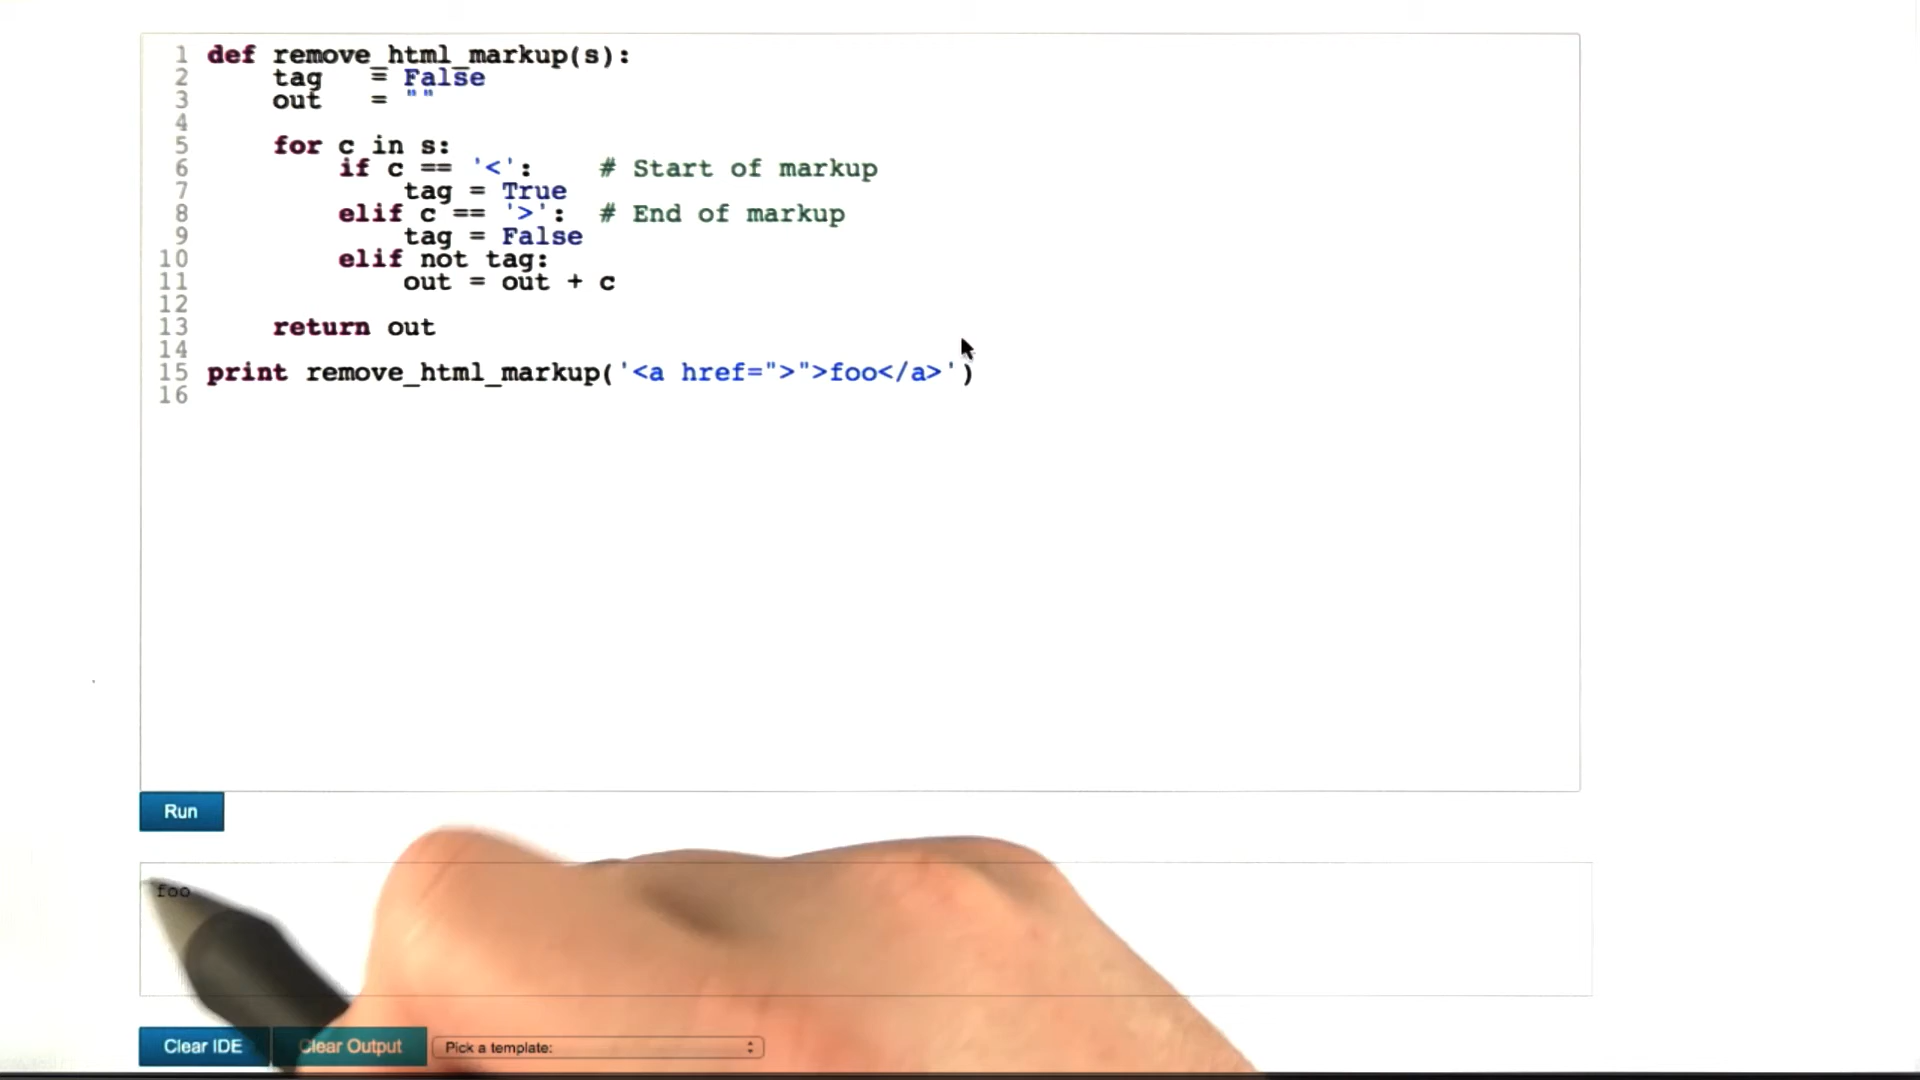 1 def remove_html_markup(s):
2 tag = False
3 out = ""
4
5 for c in s:
6 if c == '<': # Start of markup
7 tag = True
8 elif c == '>': # End of markup
9 tag = False
10 elif not tag:
11 out = out + c
12
13 return out
14
15 print remove_html_markup('<a href=">">foo</a>')
16
Run
foo
Clear IDE Clear Output Pick a template: